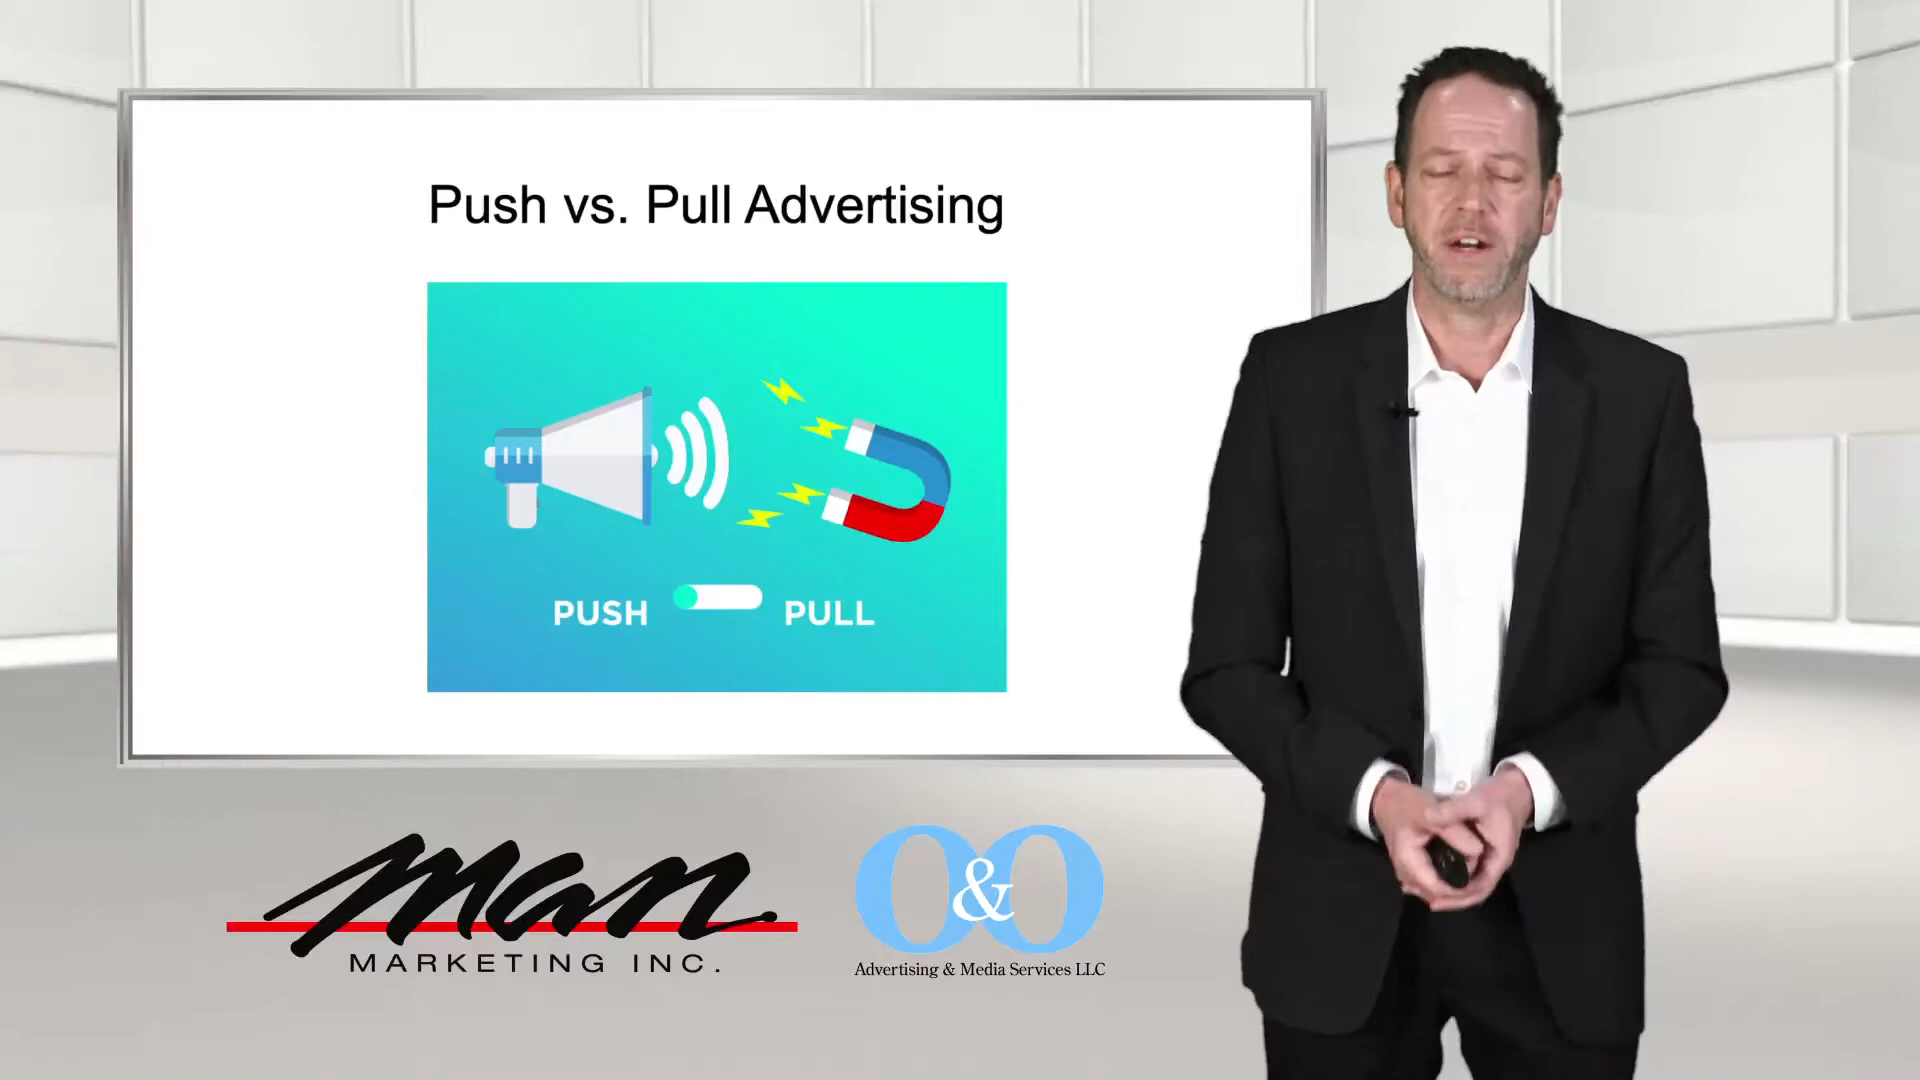 Push vs. Pull Advertising
PUSH PULL
man
MARKETING INC.
O&O
Advertising & Media Services LLC